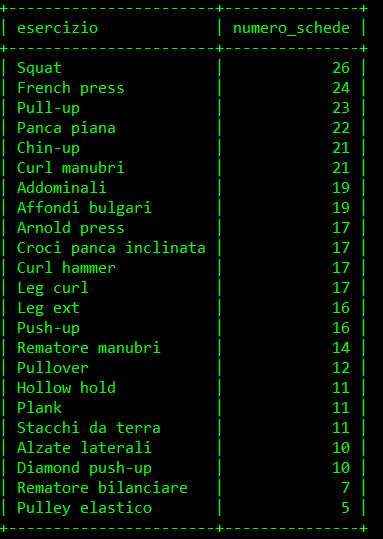 +-------------------------+---------------+
| esercizio               | numero_schede |
+-------------------------+---------------+
| Squat                   |            26 |
| French press            |            24 |
| Pull-up                 |            23 |
| Panca piana             |            22 |
| Chin-up                 |            21 |
| Curl manubri            |            21 |
| Addominali              |            19 |
| Affondi bulgari         |            19 |
| Arnold press            |            17 |
| Croci panca inclinata   |            17 |
| Curl hammer             |            17 |
| Leg curl                |            17 |
| Leg ext                 |            16 |
| Push-up                 |            16 |
| Rematore manubri        |            14 |
| Pullover                |            12 |
| Hollow hold             |            11 |
| Plank                   |            11 |
| Stacchi da terra        |            11 |
| Alzate laterali         |            10 |
| Diamond push-up         |            10 |
| Rematore bilanciare     |             7 |
| Pulley elastico         |             5 |
+-------------------------+---------------+